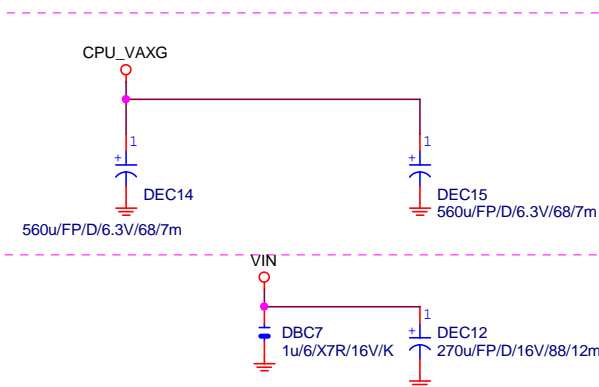 CPU_VAXG
1
+
DEC14
560u/FP/D/6.3V/68/7m
1
+
DEC15
560u/FP/D/6.3V/68/7m
VIN
DBC7
1u/6/X7R/16V/K
1
+
DEC12
270u/FP/D/16V/88/12m